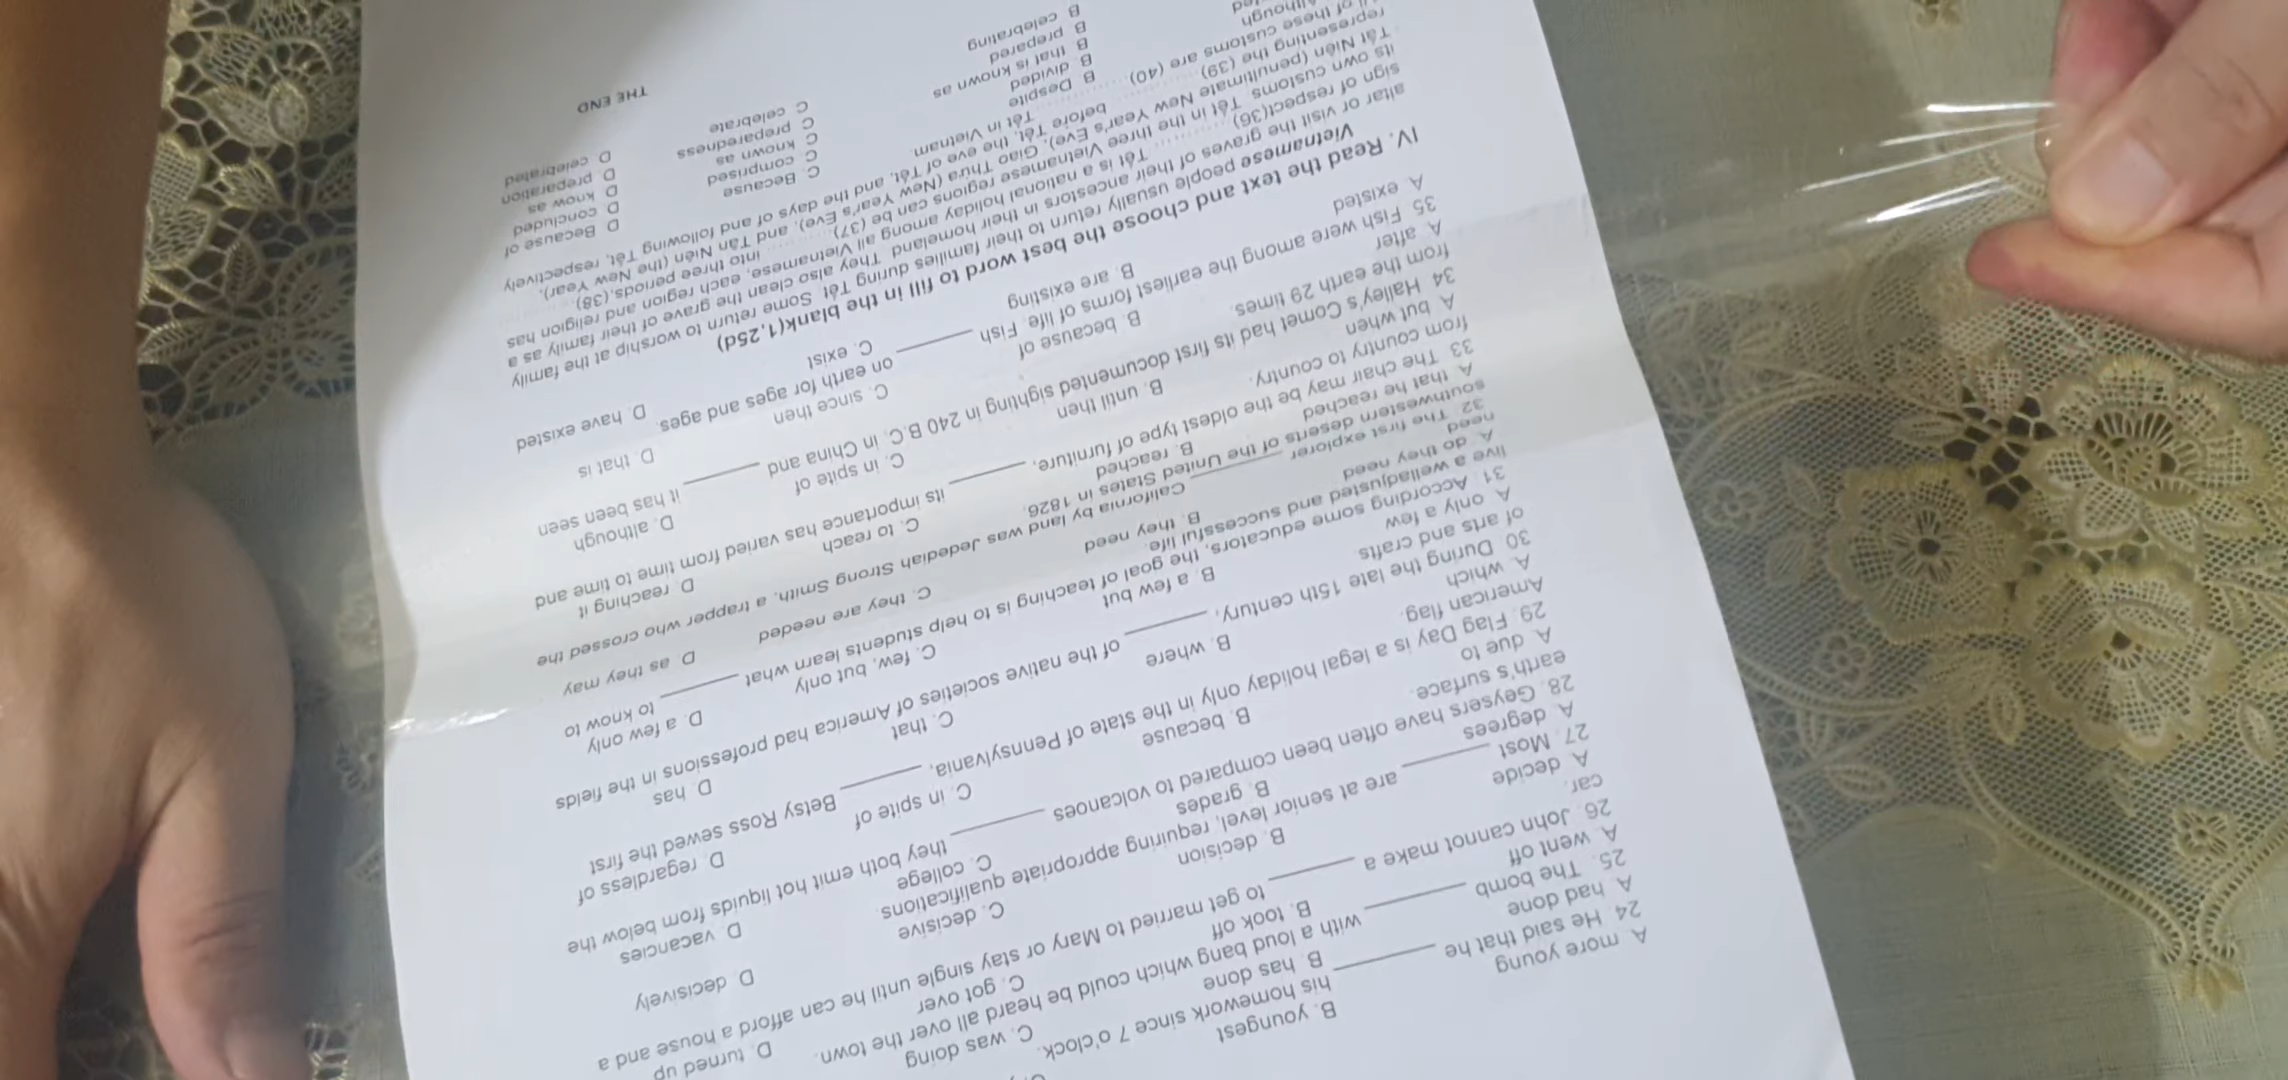 A. more young
B. youngest
24. He said that he ________ his homework since 7 o'clock.
A. had done
B. has done
C. was doing
25. The bomb ________ with a loud bang which could be heard all over the town.
A. went off
B. took off
C. got over
D. turned up
26. John cannot make a ________ to get married to Mary or stay single until he can afford a house and a
car.
A. decide
B. decision
C. decisive
D. decisively
27. Most ________ are at senior level, requiring appropriate qualifications.
A. degrees
B. grades
C. college
D. vacancies
28. Geysers have often been compared to volcanoes ________ they both emit hot liquids from below the
earth's surface.
A. due to
B. because
C. in spite of
D. regardless of
29. Flag Day is a legal holiday only in the state of Pennsylvania, ________ Betsy Ross sewed the first
American flag.
A. which
B. where
C. that
D. has
30. During the late 15th century, ________ of the native societies of America had professions in the fields
of arts and crafts.
A. only a few
B. a few but
C. few, but only
D. a few only
31. According some educators, the goal of teaching is to help students learn what ________ to know to
live a welladjusted and successful life.
A. do they need
B. they need
C. they are needed
D. as they may
need
32. The first explorer ________ California by land was Jedediah Strong Smith, a trapper who crossed the
southwestern deserts of the United States in 1826.
A. that he reached
B. reached
C. to reach
D. reaching it
33. The chair may be the oldest type of furniture, ________ its importance has varied from time to time and
from country to country.
A. but when
B. until then
C. in spite of
D. although
34. Halley's Comet had its first documented sighting in 240 B.C. in China and ________ it has been seen
from the earth 29 times.
A. after
B. because of
C. since then
D. that is
35. Fish were among the earliest forms of life. Fish ________ on earth for ages and ages.
A. existed
B. are existing
C. exist
D. have existed
IV. Read the text and choose the best word to fill in the blank(1,25d)
Vietnamese people usually return to their families during Tết. Some return to worship at the family
altar or visit the graves of their ancestors in their homeland. They also clean the grave of their family as a
sign of respect(36)............ Tết is a national holiday among all Vietnamese, each region and religion has
its own customs. Tết in the three Vietnamese regions can be (37)............ into three periods,(38)............
Tất Niên (penultimate New Year's Eve), Giao Thừa (New Year's Eve), and Tân Niên (the New Year),
representing the (39)............ before Tết, the eve of Tết, and the days of and following Tết, respectively
of these customs are (40)............ Tết in Vietnam.
Although
B. Despite
C. Because
D. Because of
B. divided
C. comprised
D. concluded
B. that is known as
C. known as
D. know as
B. prepared
C. preparedness
D. preparation
B. celebrating
C. celebrate
D. celebrated
THE END